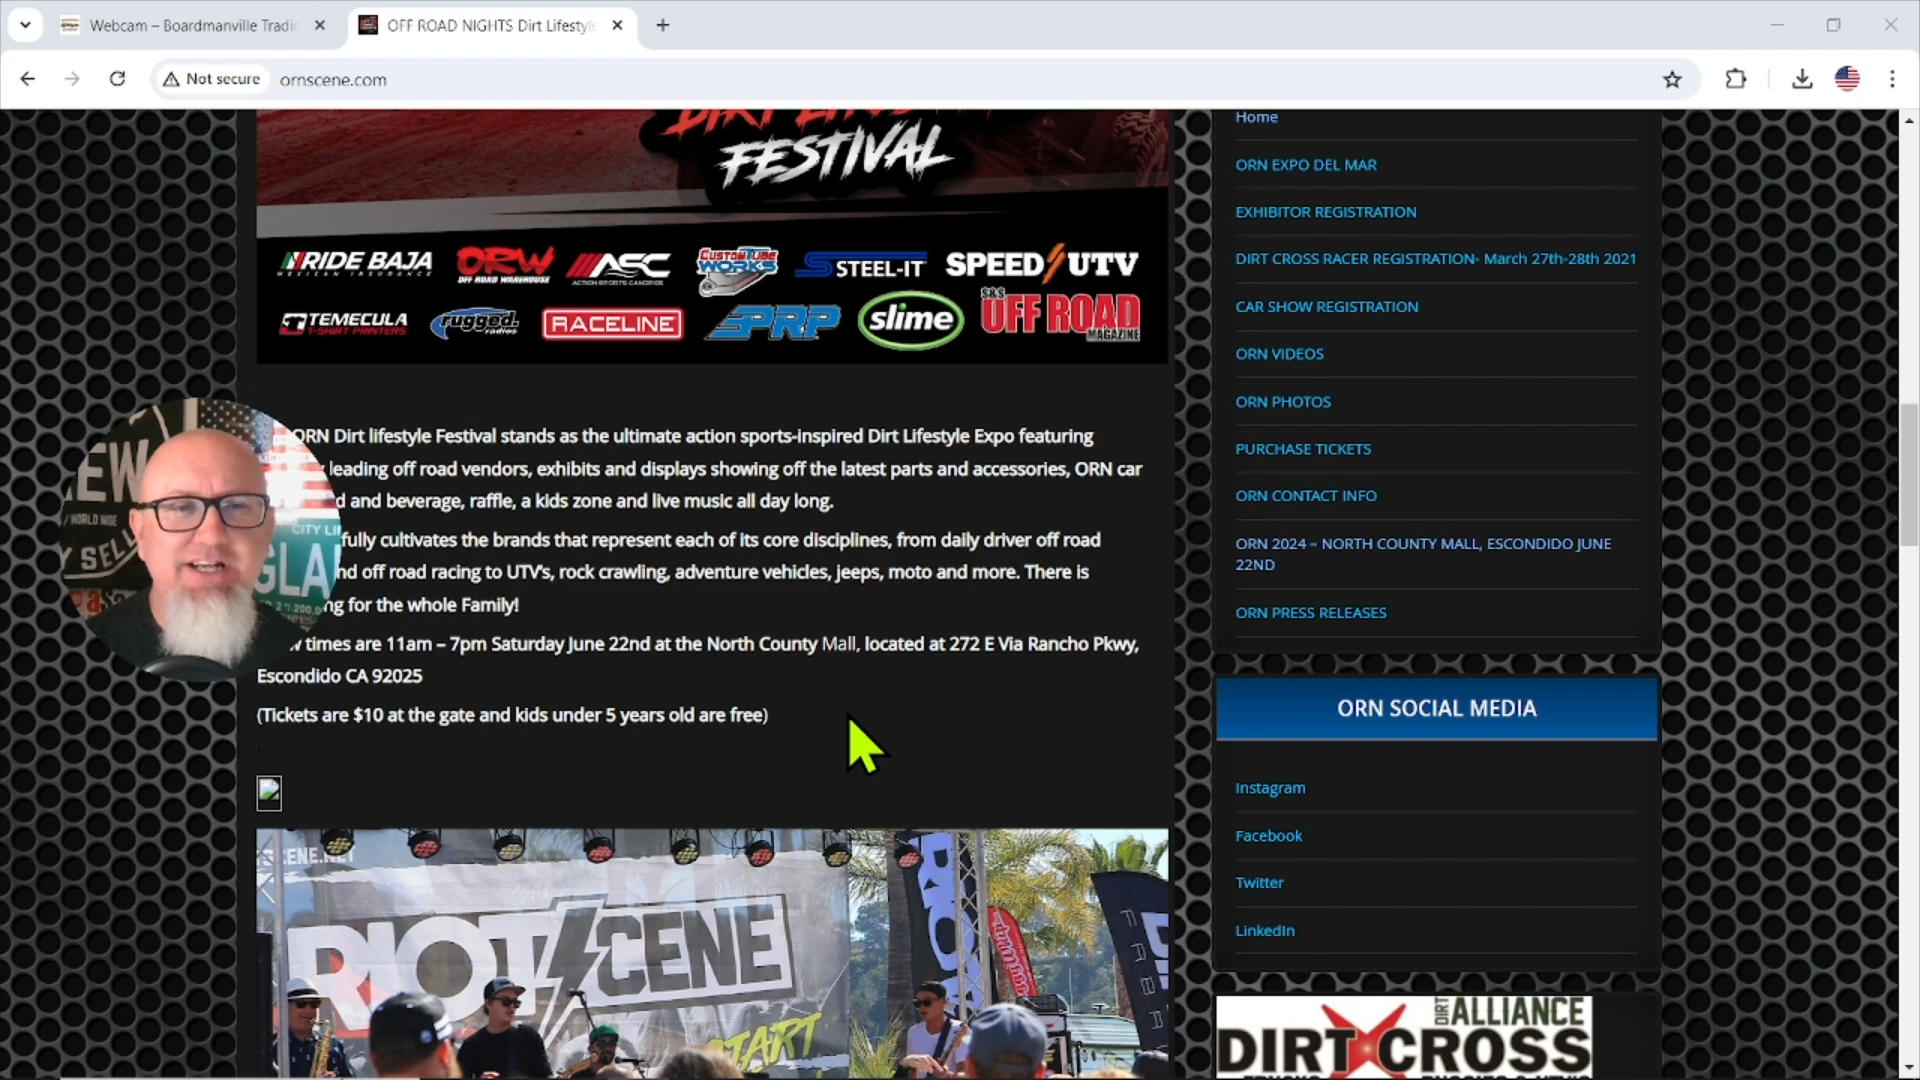 Webcam – Boardmanville Tradin
OFF ROAD NIGHTS Dirt Lifestyle
Not secure
ornscene.com
FESTIVAL
RIDE BAJA
MEXICAN INSURANCE
ORW
OFF ROAD WAREHOUSE
ASC
ACTION SPORTS CANOPIES
CUSTOM TUBE
WORKS
STEEL-IT
SPEED UTV
TEMECULA
T-SHIRT PRINTERS
rugged
radios
RACELINE
PRP
slime
S&S
OFF ROAD
MAGAZINE
ORN Dirt lifestyle Festival stands as the ultimate action sports-inspired Dirt Lifestyle Expo featuring
leading off road vendors, exhibits and displays showing off the latest parts and accessories, ORN car
d and beverage, raffle, a kids zone and live music all day long.
fully cultivates the brands that represent each of its core disciplines, from daily driver off road
nd off road racing to UTV's, rock crawling, adventure vehicles, jeeps, moto and more. There is
ng for the whole Family!
w times are 11am – 7pm Saturday June 22nd at the North County Mall, located at 272 E Via Rancho Pkwy,
Escondido CA 92025
(Tickets are $10 at the gate and kids under 5 years old are free)
CITY LI
GLA
RIOT SCENE
START
RIOT
Home
ORN EXPO DEL MAR
EXHIBITOR REGISTRATION
DIRT CROSS RACER REGISTRATION- March 27th-28th 2021
CAR SHOW REGISTRATION
ORN VIDEOS
ORN PHOTOS
PURCHASE TICKETS
ORN CONTACT INFO
ORN 2024 – NORTH COUNTY MALL, ESCONDIDO JUNE
22ND
ORN PRESS RELEASES
ORN SOCIAL MEDIA
Instagram
Facebook
Twitter
LinkedIn
DIRT ALLIANCE
DIRT CROSS